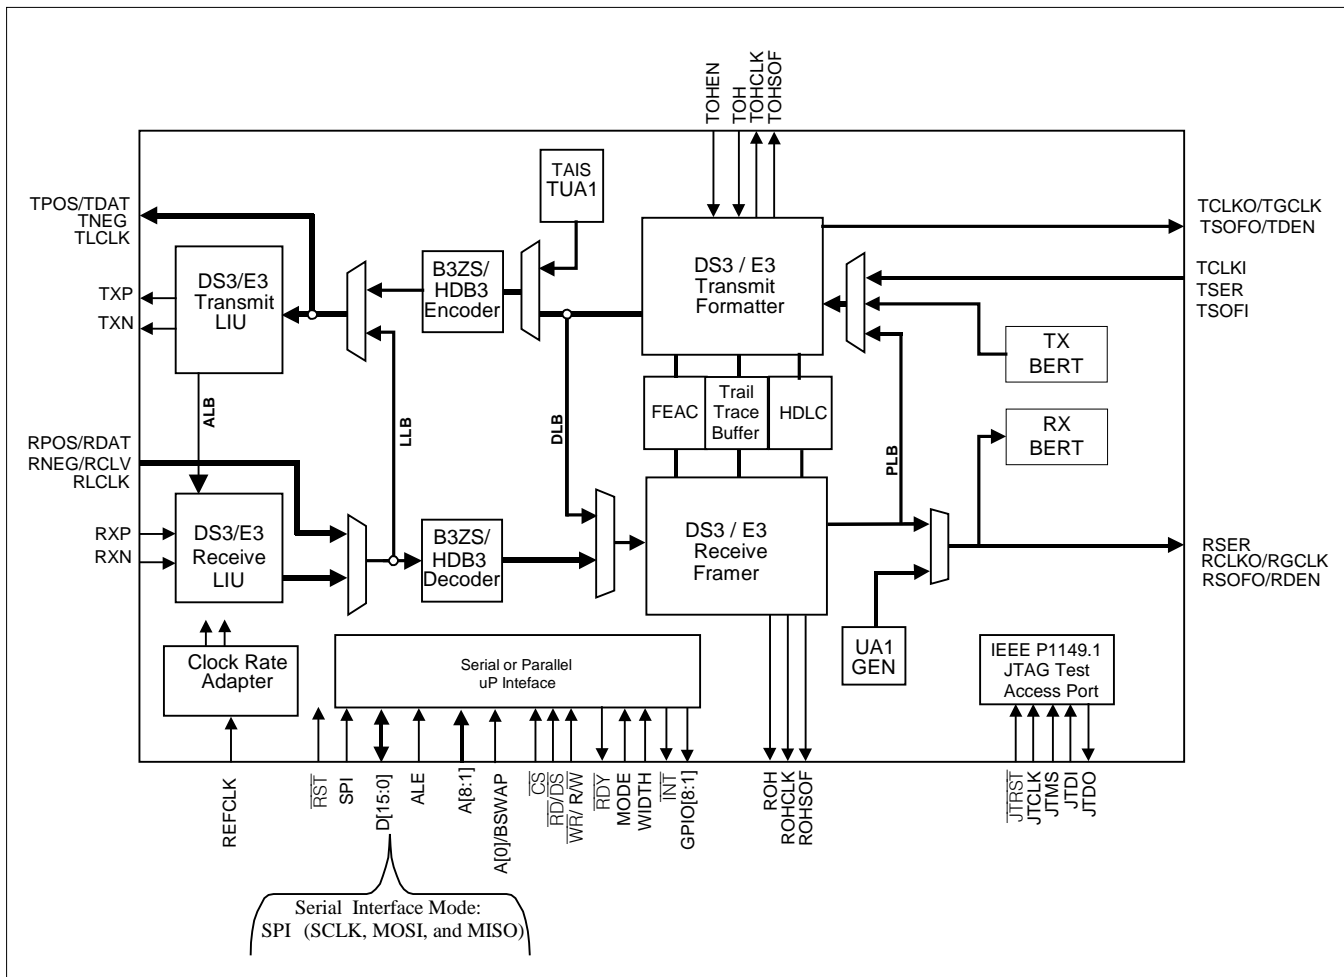 TOHEN
TOH
TOHCLK
TOHSOF
TAIS
TUA1
TPOS/TDAT
TNEG
TLCLK
TCLKO/TGCLK
TSOFO/TDEN
DS3/E3
Transmit
LIU
B3ZS/
HDB3
Encoder
DS3 / E3
Transmit
Formatter
TCLKI
TSER
TSOFI
TXP
TXN
TX
BERT
FEAC
Trail
Trace
Buffer
HDLC
ALB
LLB
DLB
PLB
RX
BERT
RPOS/RDAT
RNEG/RCLV
RLCLK
RXP
RXN
DS3/E3
Receive
LIU
B3ZS/
HDB3
Decoder
DS3 / E3
Receive
Framer
RSER
RCLKO/RGCLK
RSOFO/RDEN
Clock Rate
Adapter
Serial or Parallel
uP Inteface
UA1
GEN
IEEE P1149.1
JTAG Test
Access Port
REFCLK
RST
SPI
D[15:0]
ALE
A[8:1]
A[0]/BSWAP
CS
RD/DS
WR/ R/W
RDY
MODE
WIDTH
INT
GPIO[8:1]
ROH
ROHCLK
ROHSOF
JTRST
JTCLK
JTMS
JTDI
JTDO
Serial Interface Mode:
SPI (SCLK, MOSI, and MISO)